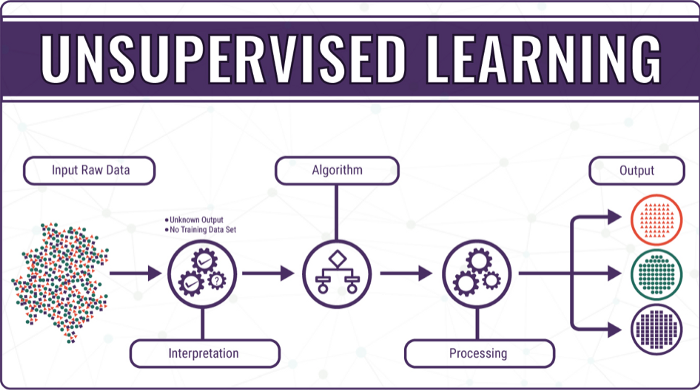 UNSUPERVISED LEARNING
Input Raw Data
Algorithm
Output
• Unknown Output
• No Training Data Set
?
Interpretation
Processing